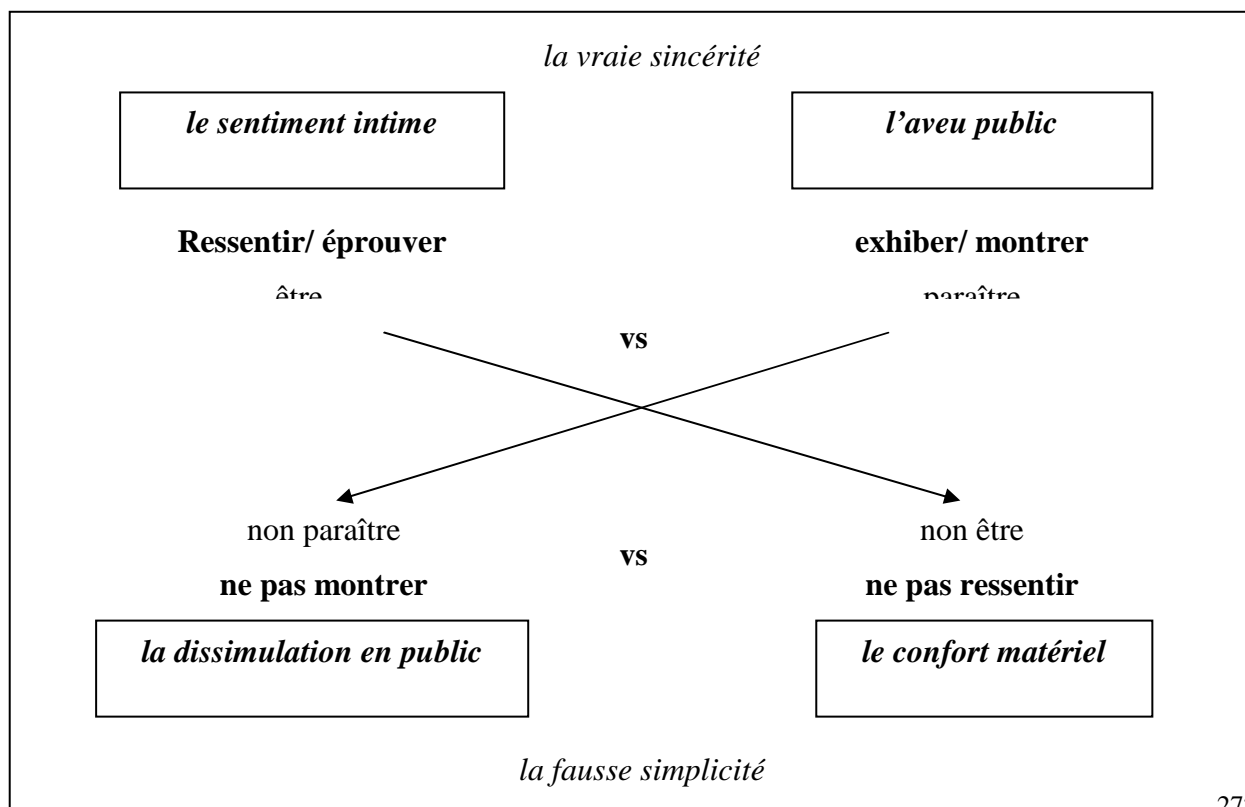 la vraie sincérité
le sentiment intime
l’aveu public
Ressentir/ éprouver
exhiber/ montrer
être
paraître
vs
non paraître
non être
vs
ne pas montrer
ne pas ressentir
la dissimulation en public
le confort matériel
la fausse simplicité
27